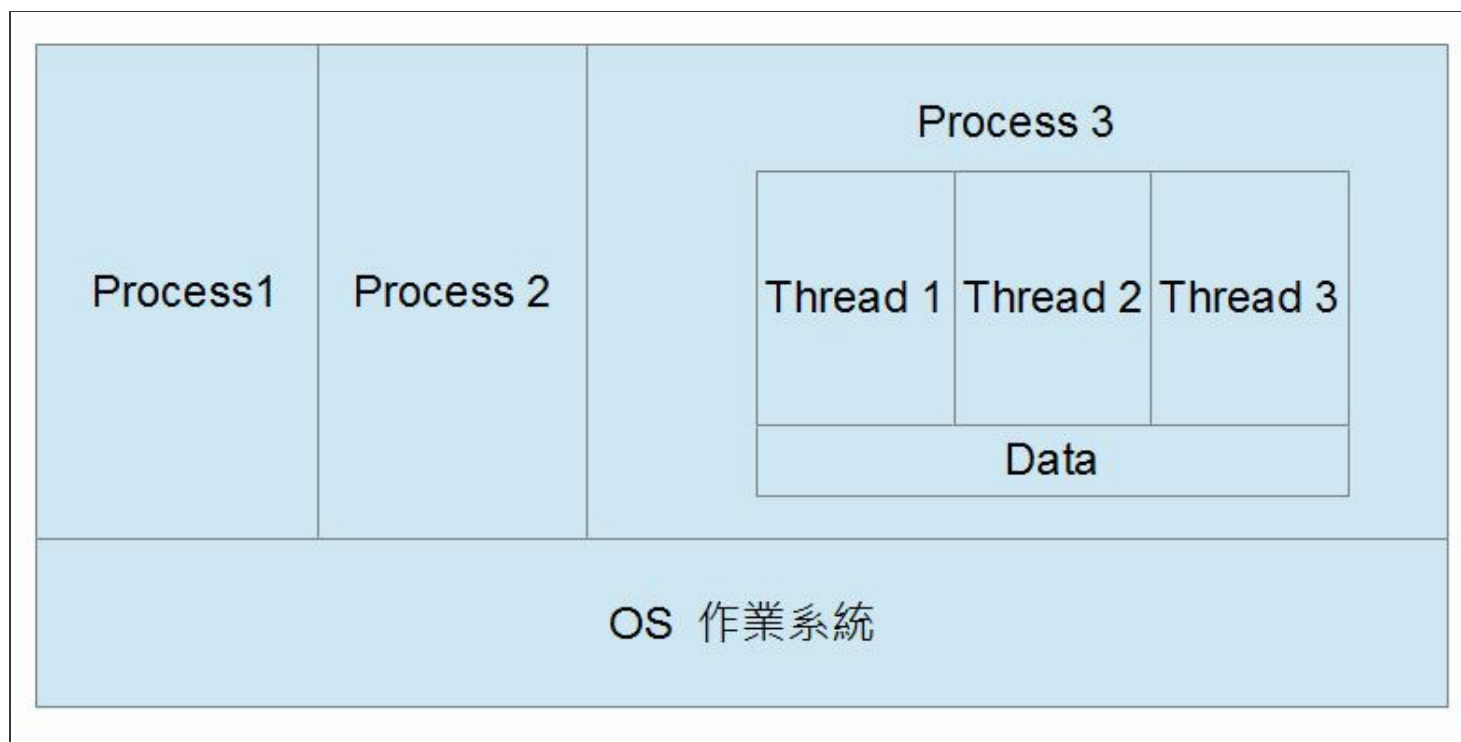 Process 3
Process1
Process 2
Thread 1
Thread 2
Thread 3
Data
OS 作業系統